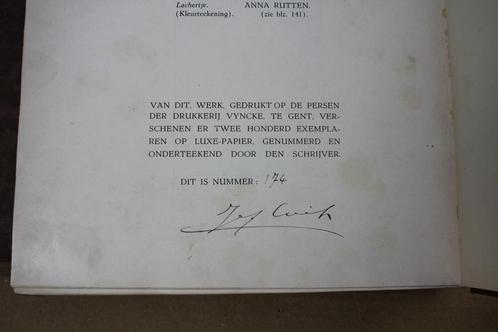 Lachertje. ANNA RUTTEN.
(Kleurteekening). (zie blz. 141).
VAN DIT, WERK, GEDRUKT OP DE PERSEN
DER DRUKKERIJ VYNCKE, TE GENT, VER-
SCHENEN ER TWEE HONDERD EXEMPLA-
REN OP LUXE-PAPIER, GENUMMERD EN
ONDERTEEKEND DOOR DEN SCHRIJVER.
DIT IS NUMMER: 174
Jef